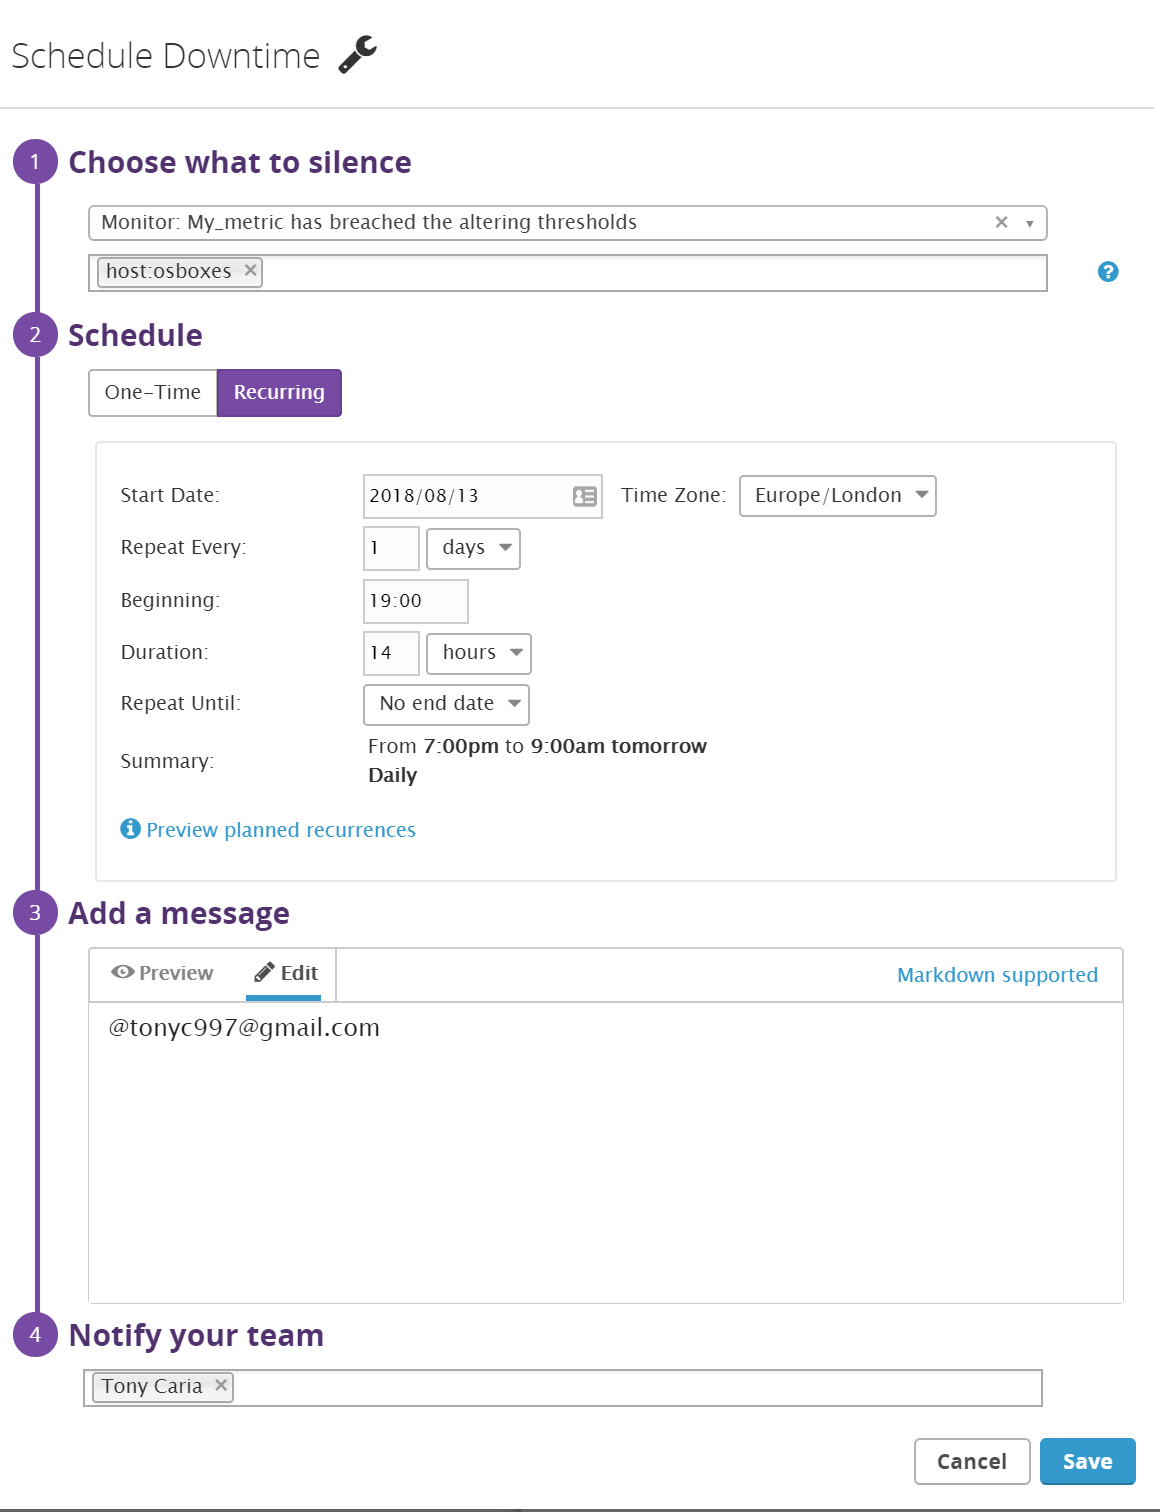 Schedule Downtime
1 Choose what to silence
Monitor: My_metric has breached the altering thresholds × ▾
host:osboxes ×
?
2 Schedule
One-Time Recurring
Start Date: 2018/08/13 Time Zone: Europe/London
Repeat Every: 1 days
Beginning: 19:00
Duration: 14 hours
Repeat Until: No end date
From 7:00pm to 9:00am tomorrow
Summary:
Daily
Preview planned recurrences
3 Add a message
Preview Edit Markdown supported
@tonyc997@gmail.com
4 Notify your team
Tony Caria ×
Cancel Save